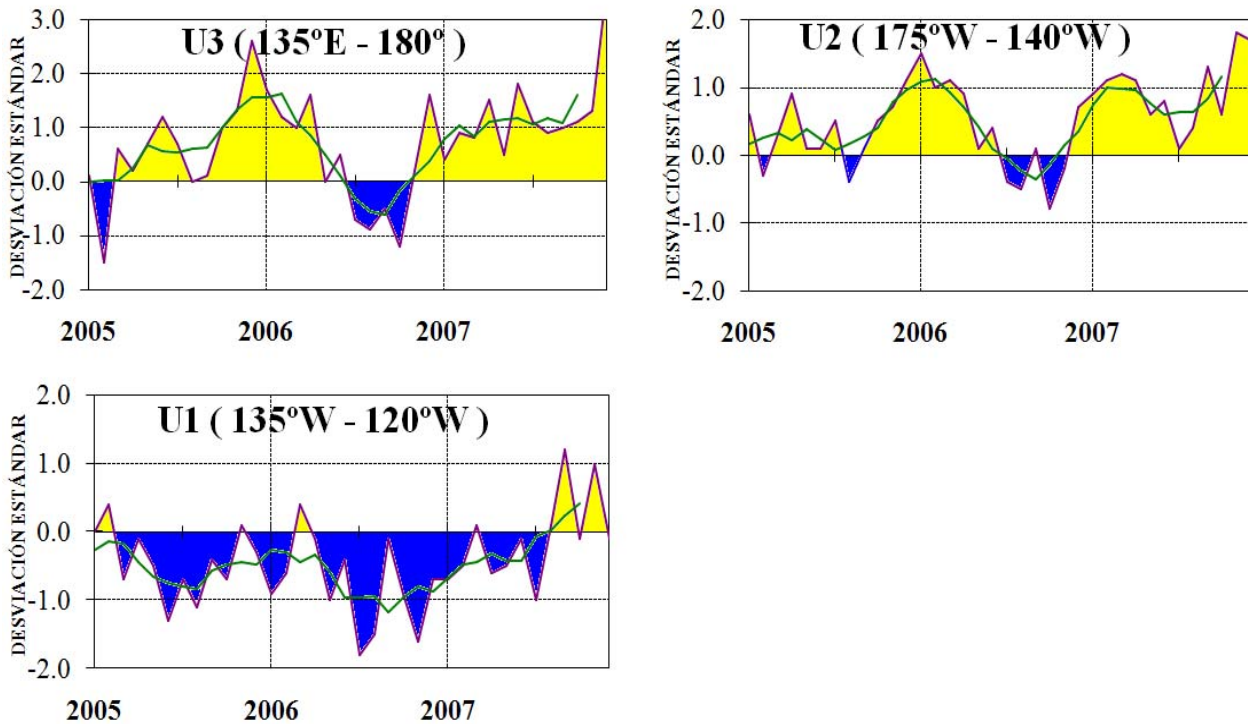 U3 ( 135ºE - 180º )
DESVIACIÓN ESTÁNDAR
3.0
2.0
1.0
0.0
-1.0
-2.0
2005 2006 2007
U2 ( 175ºW - 140ºW )
DESVIACIÓN ESTÁNDAR
2.0
1.0
0.0
-1.0
-2.0
2005 2006 2007
U1 ( 135ºW - 120ºW )
DESVIACIÓN ESTÁNDAR
2.0
1.0
0.0
-1.0
-2.0
2005 2006 2007